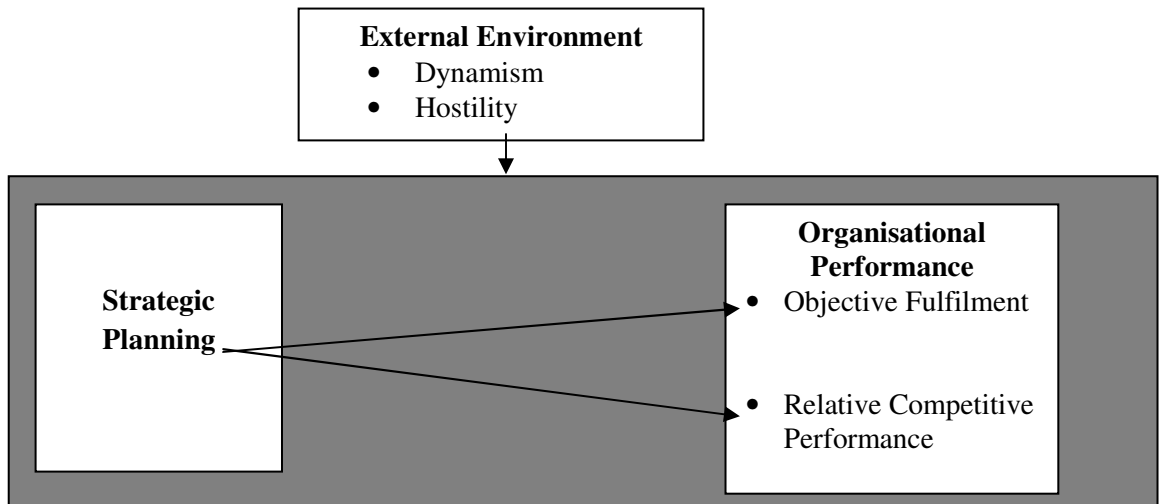 External Environment
• Dynamism
• Hostility
Strategic
Planning
Organisational
Performance
• Objective Fulfilment
• Relative Competitive
Performance